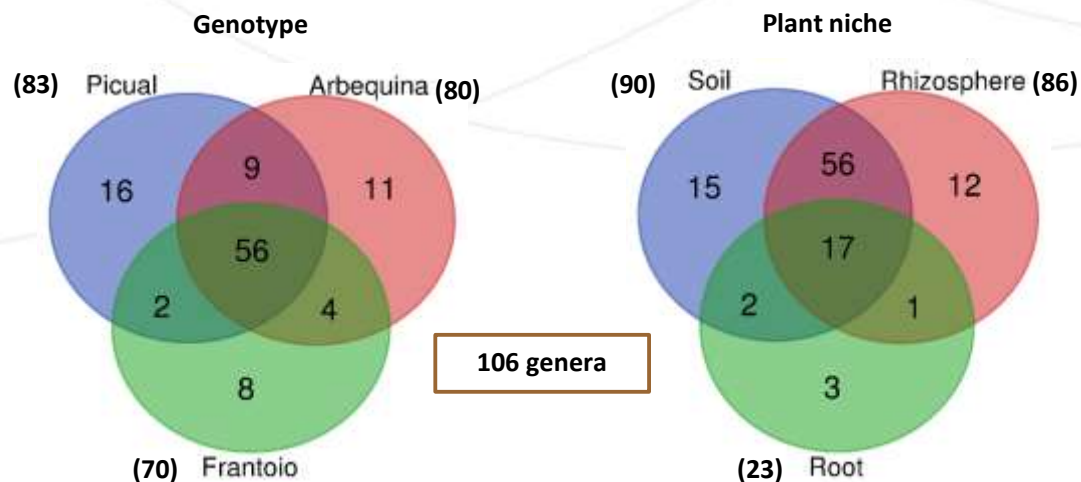 Genotype
(83) Picual Arbequina (80)
16
9
11
56
2
4
8
(70) Frantoio
106 genera
Plant niche
(90) Soil Rhizosphere (86)
15
56
12
17
2
1
3
(23) Root